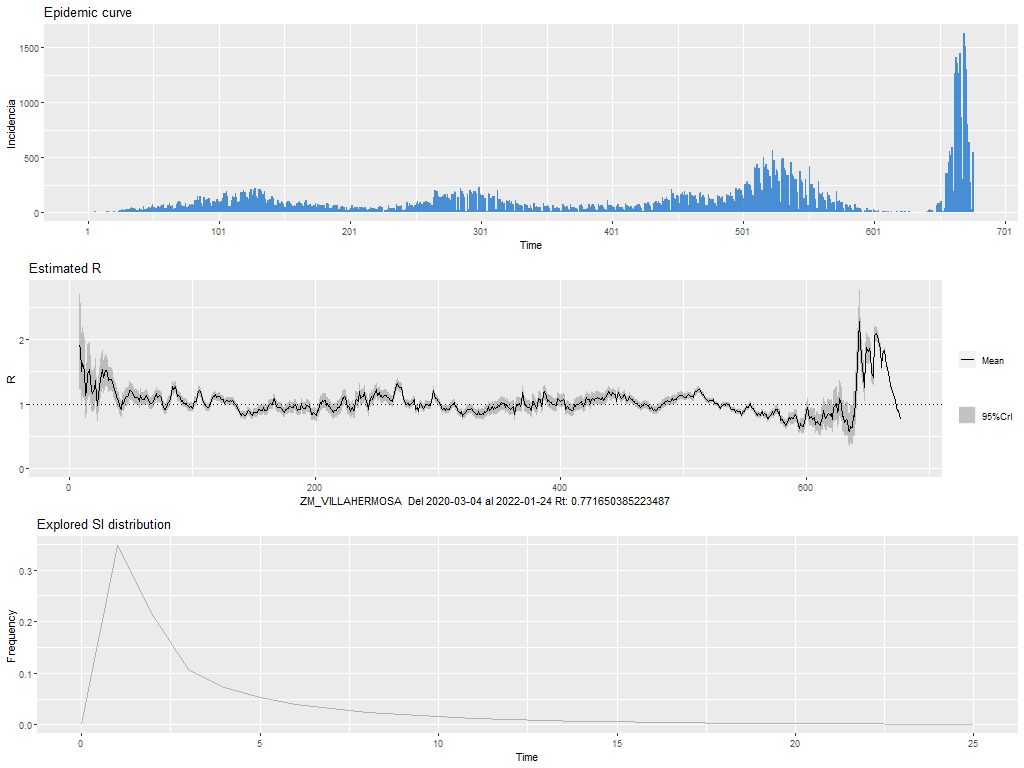 Epidemic curve
1500
1000
500
0
Incidencia
1 101 201 301 401 501 601 701
Time
Estimated R
2
1
0
R
Mean
95%CrI
0 200 400 600
ZM_VILLAHERMOSA Del 2020-03-04 al 2022-01-24 Rt: 0.771650385223487
Explored SI distribution
0.3
0.2
0.1
0.0
Frequency
0 5 10 15 20 25
Time